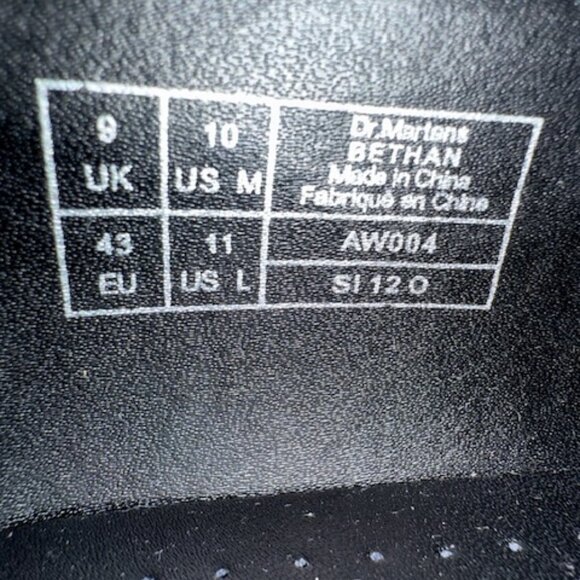 9
UK
10
US M
Dr.Martens
BETHAN
Made in China
Fabriqué en Chine
43
EU
11
US L
AW004
SI 12 O